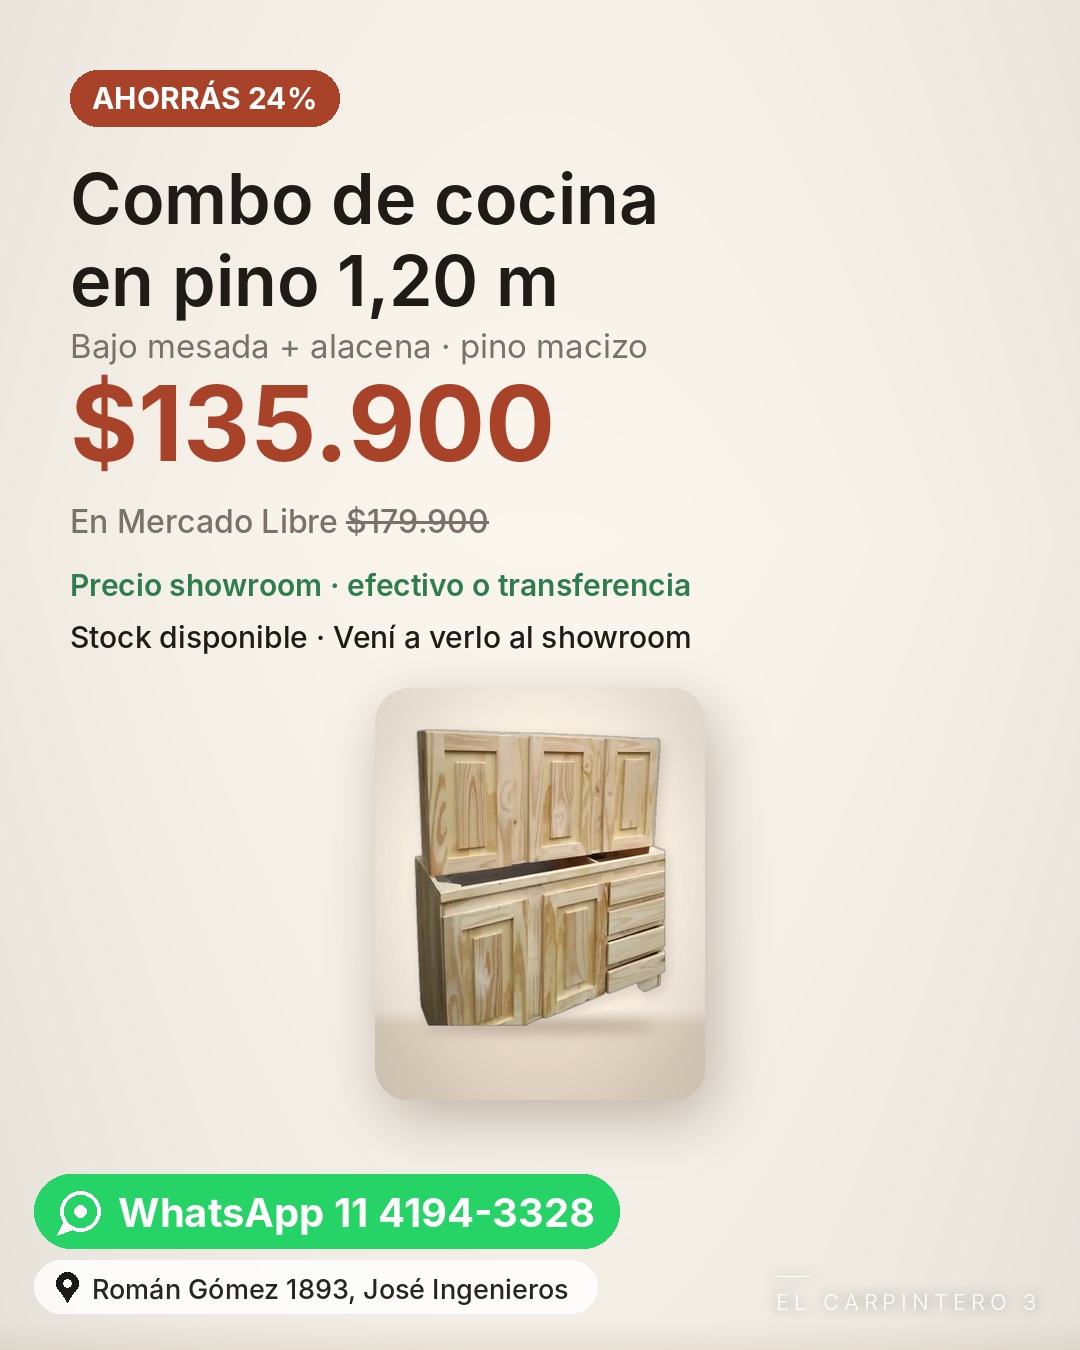 AHORRÁS 24%
Combo de cocina
en pino 1,20 m
Bajo mesada + alacena · pino macizo
$135.900
En Mercado Libre $179.900
Precio showroom · efectivo o transferencia
Stock disponible · Vení a verlo al showroom
WhatsApp 11 4194-3328
Román Gómez 1893, José Ingenieros
EL CARPINTERO 3